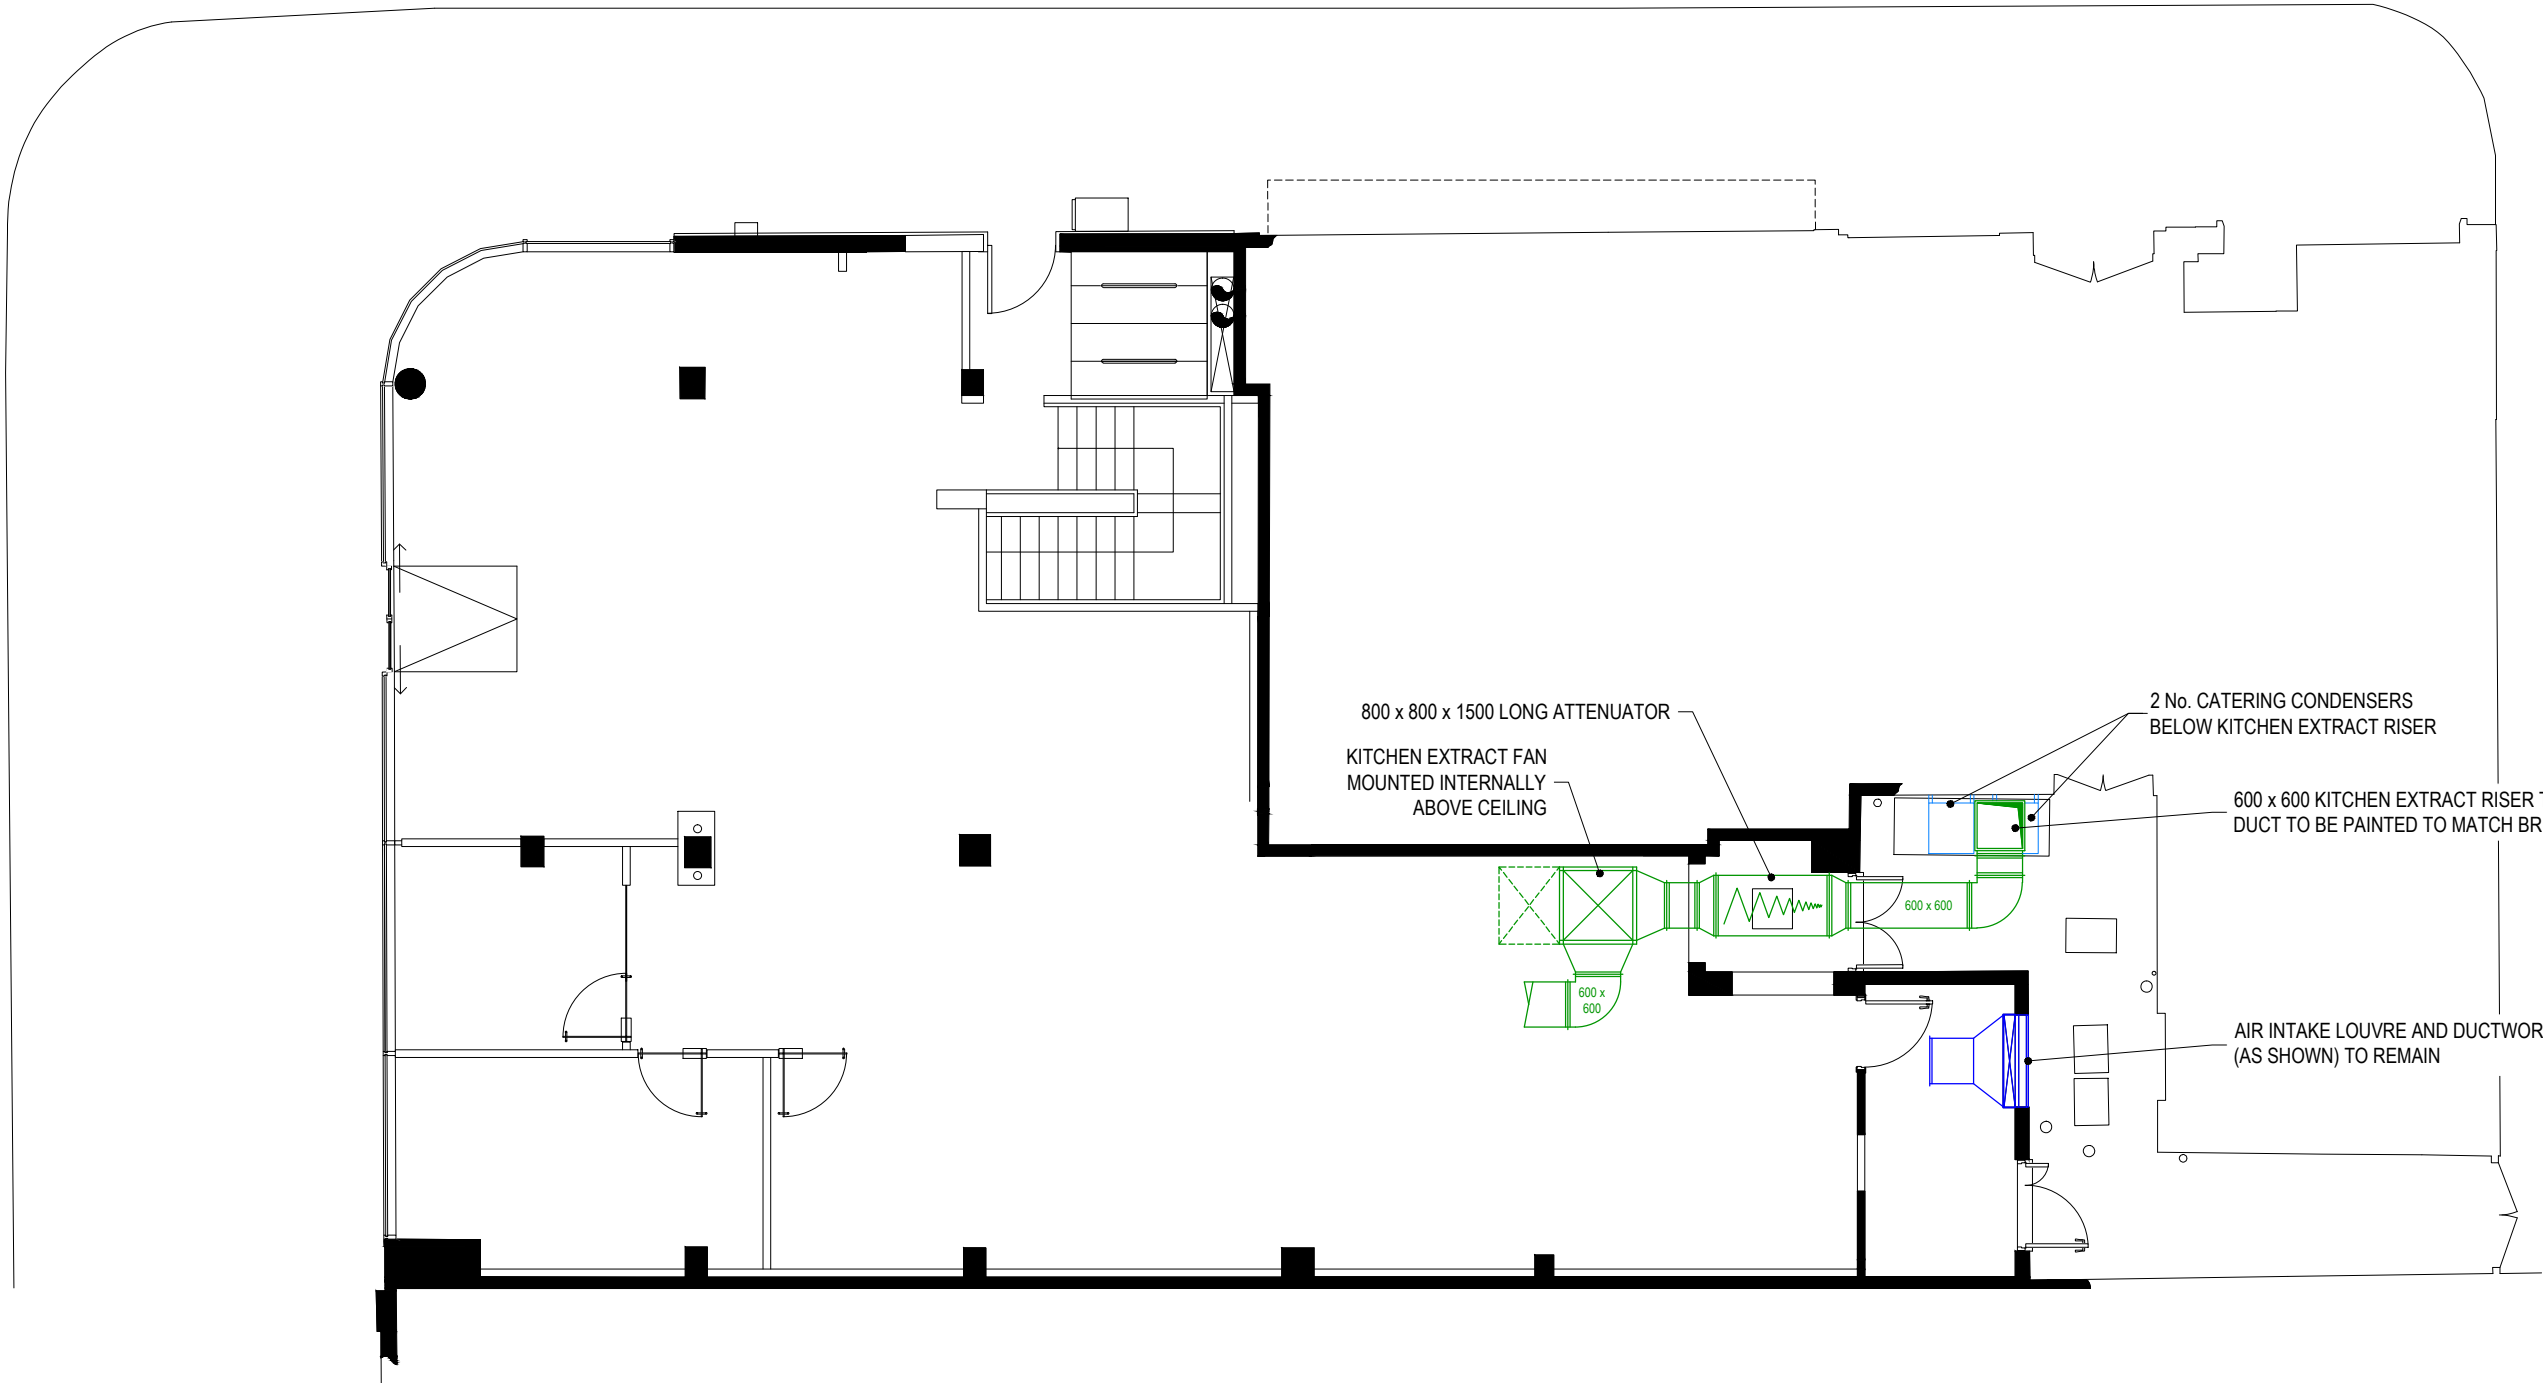 800 x 800 x 1500 LONG ATTENUATOR
KITCHEN EXTRACT FAN
MOUNTED INTERNALLY
ABOVE CEILING
2 No. CATERING CONDENSERS
BELOW KITCHEN EXTRACT RISER
600 x 600 KITCHEN EXTRACT RISER
DUCT TO BE PAINTED TO MATCH
600 x 600
600 x
600
AIR INTAKE LOUVRE AND
(AS SHOWN) TO REMAIN